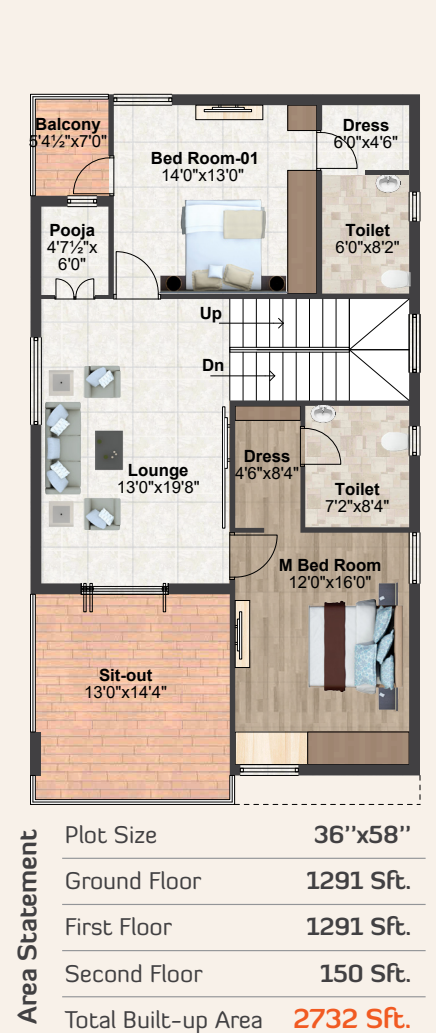 Balcony
5'4½"x7'0"
Bed Room-01
14'0"x13'0"
Dress
6'0"x4'6"
Pooja
4'7½"x
6'0"
Toilet
6'0"x8'2"
Up
Dn
Lounge
13'0"x19'8"
Dress
4'6"x8'4"
Toilet
7'2"x8'4"
M Bed Room
12'0"x16'0"
Sit-out
13'0"x14'4"
Area Statement
Plot Size 36’’x58’’
Ground Floor 1291 Sft.
First Floor 1291 Sft.
Second Floor 150 Sft.
Total Built-up Area 2732 Sft.